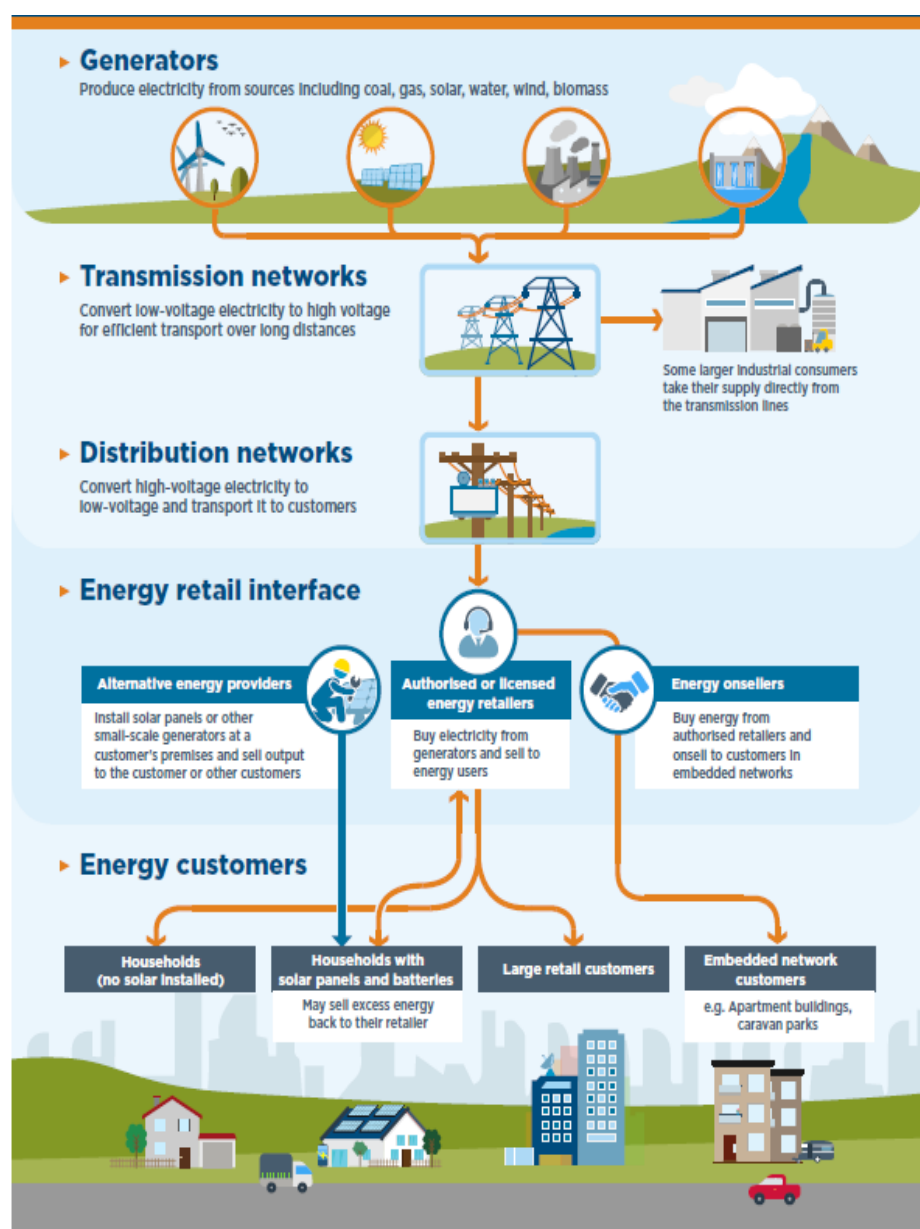 Generators
Produce electricity from sources including coal, gas, solar, water, wind, biomass
Transmission networks
Convert low-voltage electricity to high voltage
for efficient transport over long distances
Some larger industrial consumers
take their supply directly from
the transmission lines
Distribution networks
Convert high-voltage electricity to
low-voltage and transport it to customers
Energy retail interface
Alternative energy providers
Install solar panels or other
small-scale generators at a
customer's premises and sell output
to the customer or other customers
Authorised or licensed
energy retailers
Buy electricity from
generators and sell to
energy users
Energy onsellers
Buy energy from
authorised retailers and
onsell to customers in
embedded networks
Energy customers
Households
(no solar installed)
Households with
solar panels and batteries
May sell excess energy
back to their retailer
Large retail customers
Embedded network
customers
e.g. Apartment buildings,
caravan parks